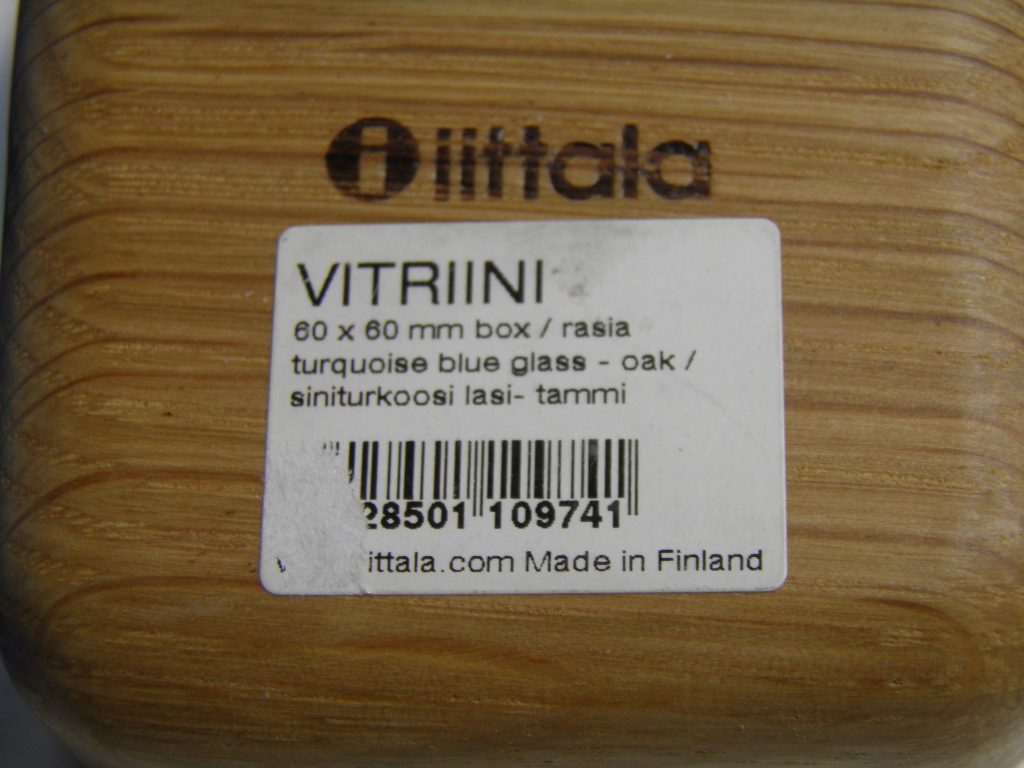 iittala
VITRIINI
60 x 60 mm box / rasia
turquoise blue glass - oak /
siniturkoosi lasi- tammi
28501 109741
ittala.com Made in Finland